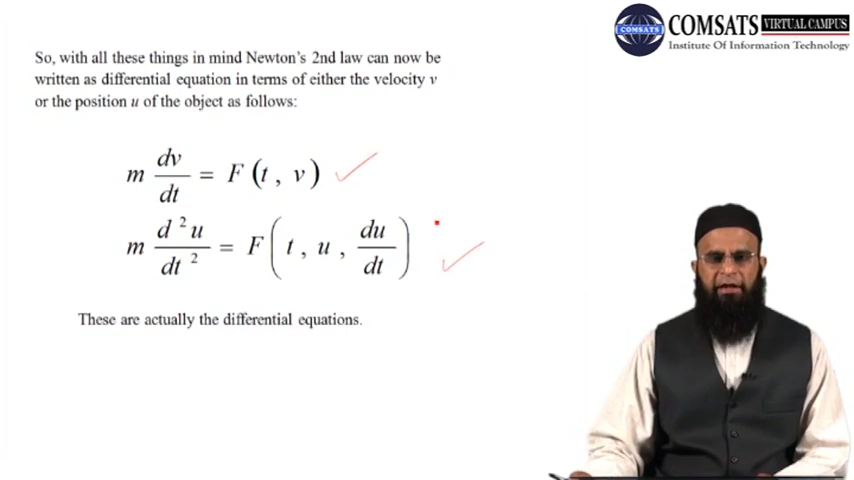 COMSATS VIRTUAL CAMPUS
COMSATS
Institute Of Information Technology
So, with all these things in mind Newton's 2nd law can now be
written as differential equation in terms of either the velocity v
or the position u of the object as follows:
m dv/dt = F (t , v)
m d²u/dt² = F (t , u , du/dt)
These are actually the differential equations.